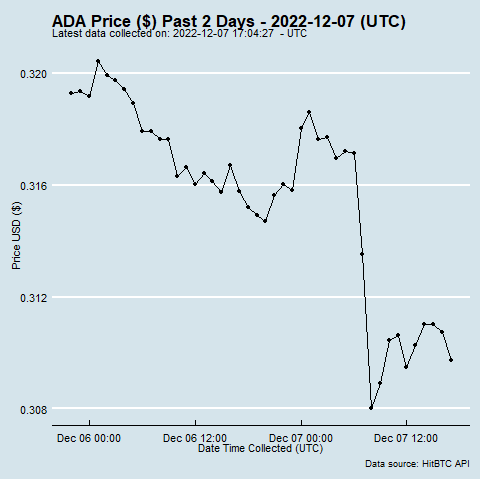 ADA Price ($) Past 2 Days - 2022-12-07 (UTC)
Latest data collected on: 2022-12-07 17:04:27 - UTC
0.320
0.316
0.312
0.308
Price USD ($)
Dec 06 00:00
Dec 06 12:00
Dec 07 00:00
Dec 07 12:00
Date Time Collected (UTC)
Data source: HitBTC API